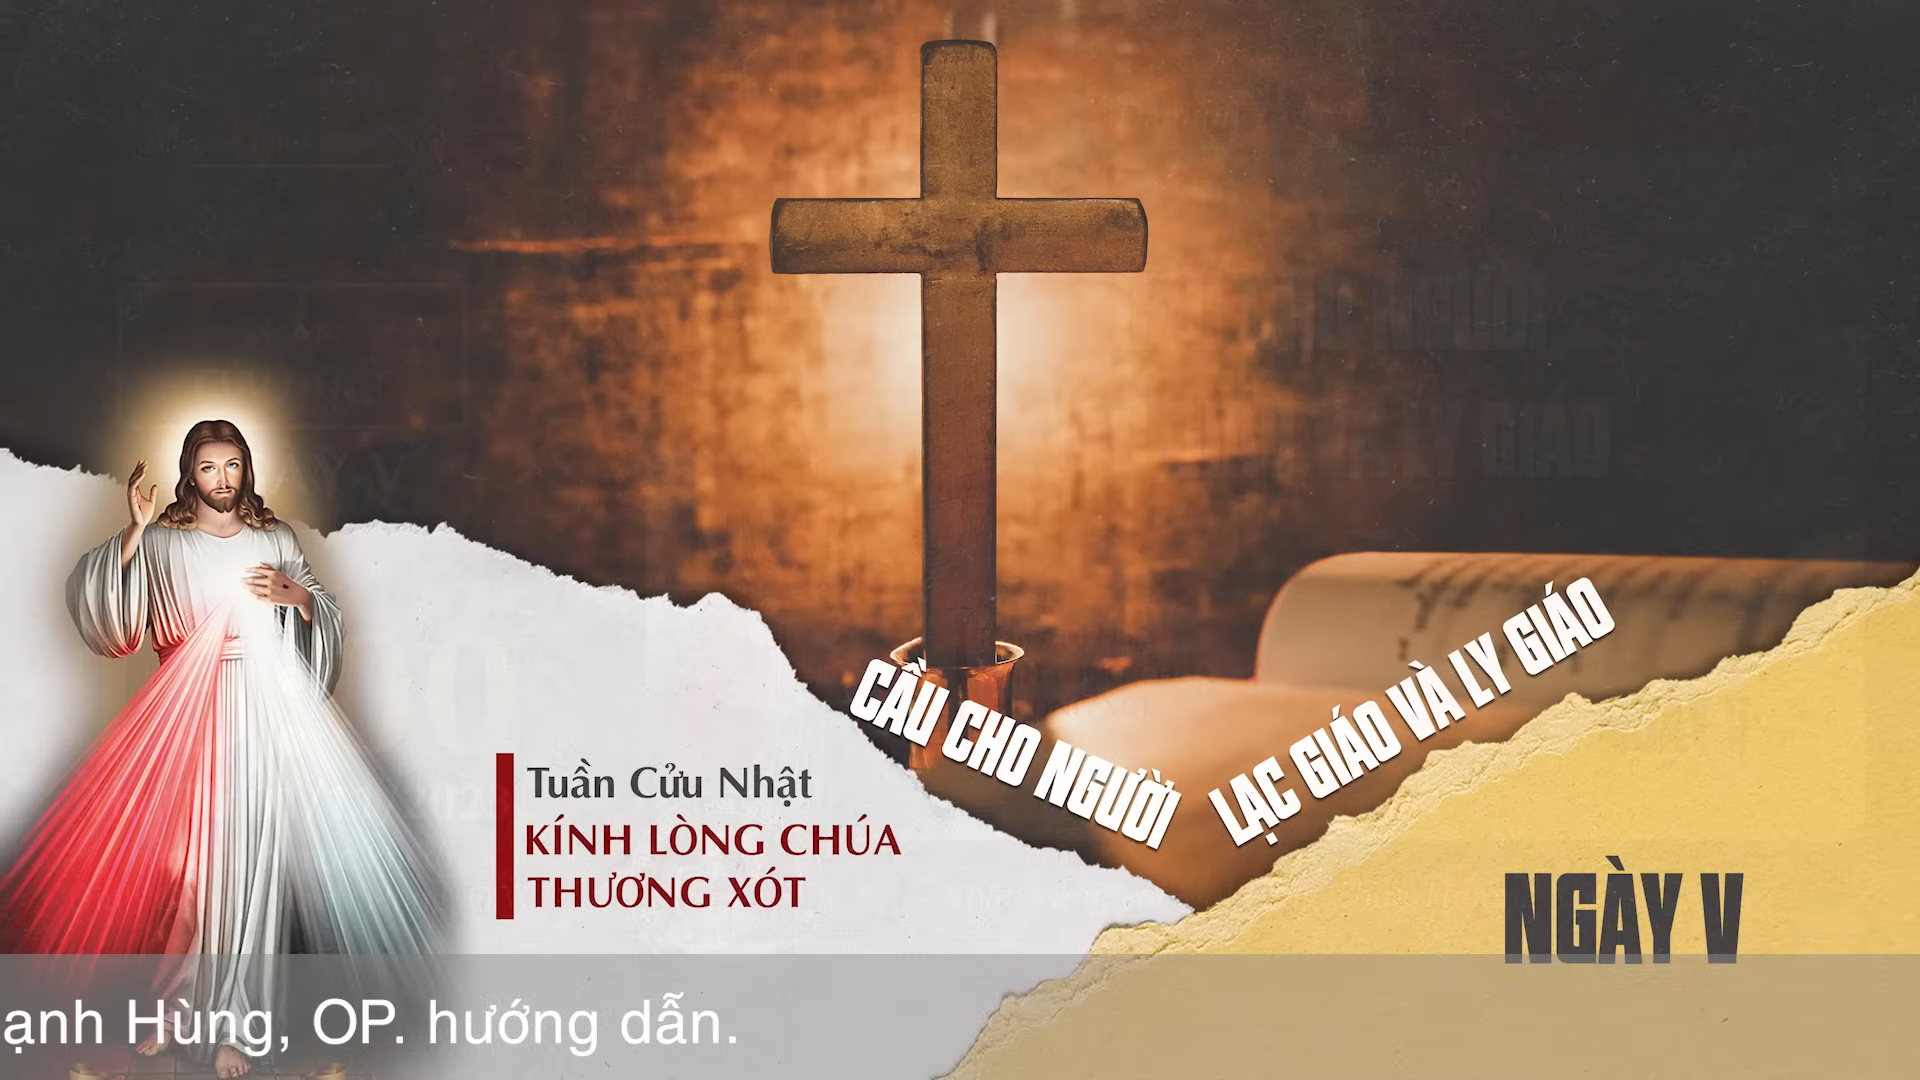 CẦU CHO NGƯỜI
LẠC GIÁO VÀ LY GIÁO
Tuần Cửu Nhật
KÍNH LÒNG CHÚA
THƯƠNG XÓT
NGÀY V
Hùng, OP. hướng dẫn.